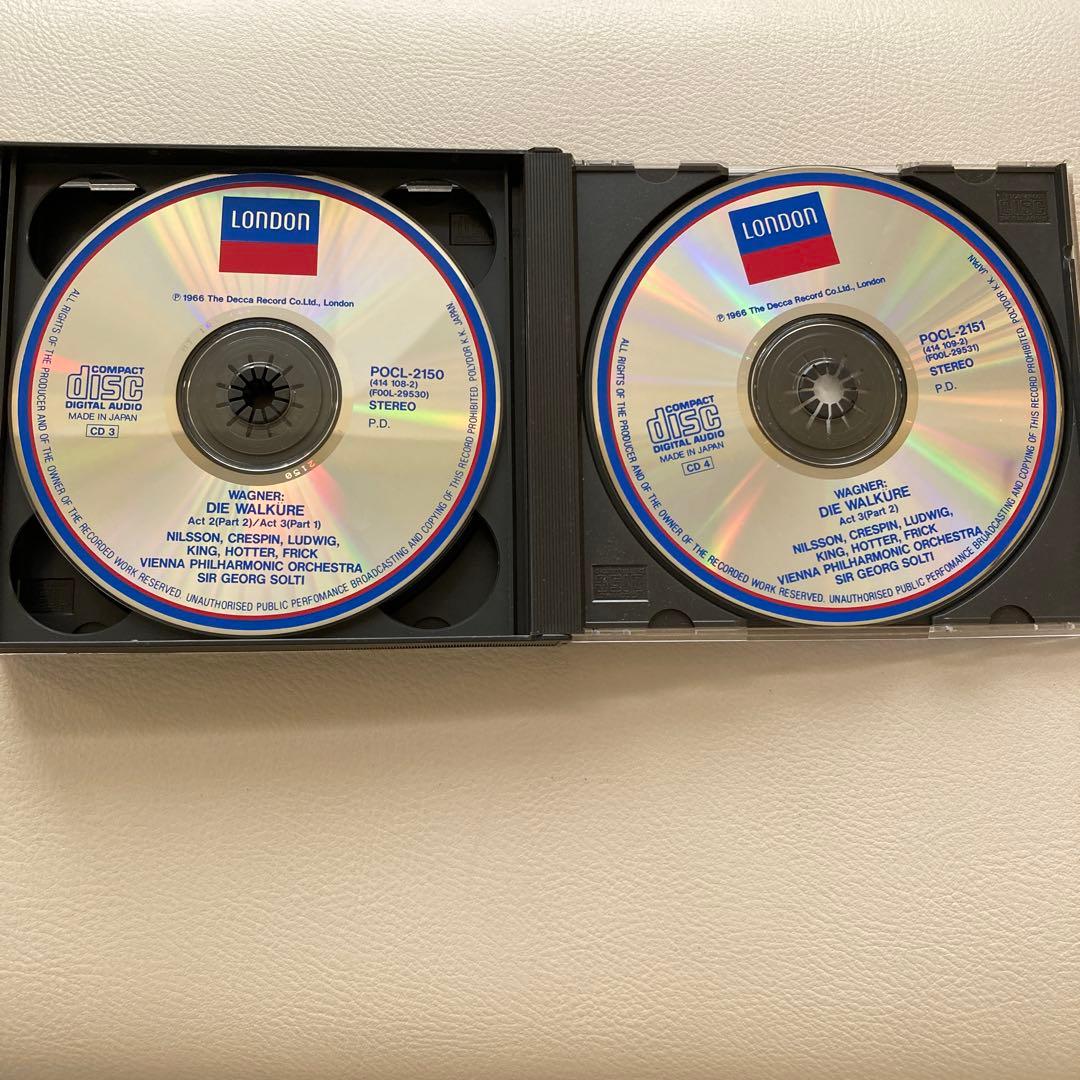 LONDON
℗ 1966 The Decca Record Co.Ltd., London
COMPACT
disc
DIGITAL AUDIO
MADE IN JAPAN
CD 3
POCL-2150
(414 108-2)
(F00L-29530)
STEREO
P.D.
2150
WAGNER:
DIE WALKÜRE
Act 2(Part 2)/Act 3(Part 1)
NILSSON, CRESPIN, LUDWIG,
KING, HOTTER, FRICK
VIENNA PHILHARMONIC ORCHESTRA
SIR GEORG SOLTI
ALL RIGHTS OF THE PRODUCER AND OF THE OWNER OF THE RECORDED WORK RESERVED. UNAUTHORISED PUBLIC PERFOMANCE BROADCASTING AND COPYING OF THIS RECORD PROHIBITED. POLYDOR K.K. JAPAN.
LONDON
℗ 1966 The Decca Record Co.Ltd., London
COMPACT
disc
DIGITAL AUDIO
MADE IN JAPAN
CD 4
POCL-2151
(414 109-2)
(F00L-29531)
STEREO
P.D.
WAGNER:
DIE WALKÜRE
Act 3(Part 2)
NILSSON, CRESPIN, LUDWIG,
KING, HOTTER, FRICK
VIENNA PHILHARMONIC ORCHESTRA
SIR GEORG SOLTI
ALL RIGHTS OF THE PRODUCER AND OF THE OWNER OF THE RECORDED WORK RESERVED. UNAUTHORISED PUBLIC PERFOMANCE BROADCASTING AND COPYING OF THIS RECORD PROHIBITED. POLYDOR K.K. JAPAN.
disc